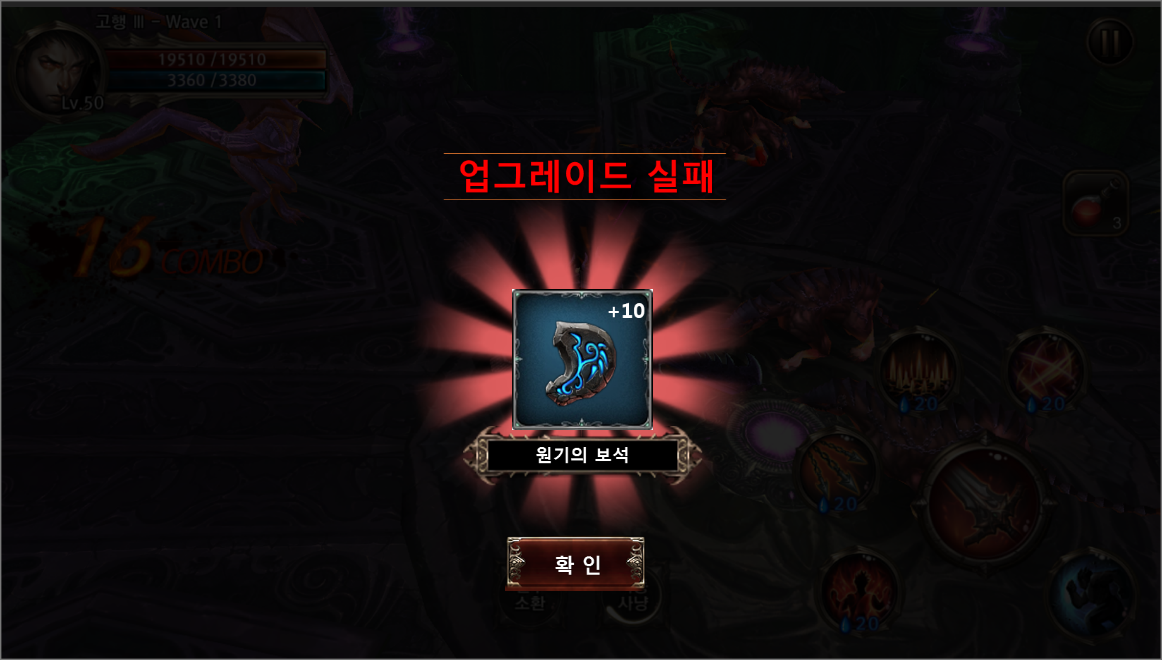 고행 Ⅲ - Wave 1
19510 /19510
3360 /3380
Lv.50
업그레이드 실패
3
16 COMBO
+10
20
20
원기의 보석
20
확 인
소환
사냥
20